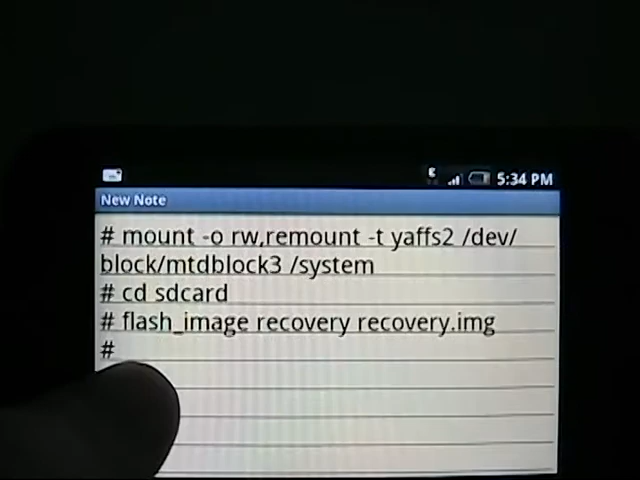 5:34 PM
New Note
# mount -o rw,remount -t yaffs2 /dev/
block/mtdblock3 /system
# cd sdcard
# flash_image recovery recovery.img
#